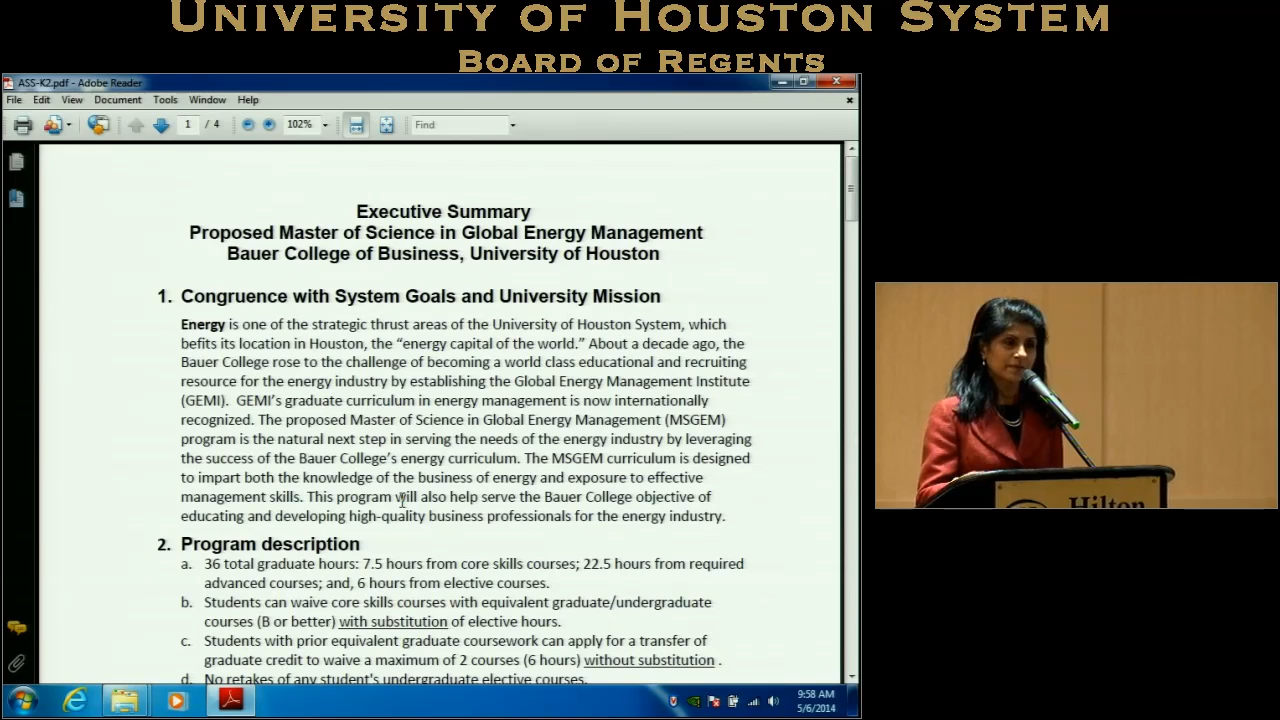 UNIVERSITY OF HOUSTON SYSTEM
BOARD OF REGENTS
ASS-K2.pdf - Adobe Reader
File Edit View Document Tools Window Help
1 / 4 102% Find
Executive Summary
Proposed Master of Science in Global Energy Management
Bauer College of Business, University of Houston
1. Congruence with System Goals and University Mission
Energy is one of the strategic thrust areas of the University of Houston System, which
befits its location in Houston, the “energy capital of the world.” About a decade ago, the
Bauer College rose to the challenge of becoming a world class educational and recruiting
resource for the energy industry by establishing the Global Energy Management Institute
(GEMI). GEMI’s graduate curriculum in energy management is now internationally
recognized. The proposed Master of Science in Global Energy Management (MSGEM)
program is the natural next step in serving the needs of the energy industry by leveraging
the success of the Bauer College’s energy curriculum. The MSGEM curriculum is designed
to impart both the knowledge of the business of energy and exposure to effective
management skills. This program will also help serve the Bauer College objective of
educating and developing high-quality business professionals for the energy industry.
2. Program description
a. 36 total graduate hours: 7.5 hours from core skills courses; 22.5 hours from required
advanced courses; and, 6 hours from elective courses.
b. Students can waive core skills courses with equivalent graduate/undergraduate
courses (B or better) with substitution of elective hours.
c. Students with prior equivalent graduate coursework can apply for a transfer of
graduate credit to waive a maximum of 2 courses (6 hours) without substitution .
d. No retakes of any student's undergraduate elective courses.
9:58 AM
5/6/2014
Hilton